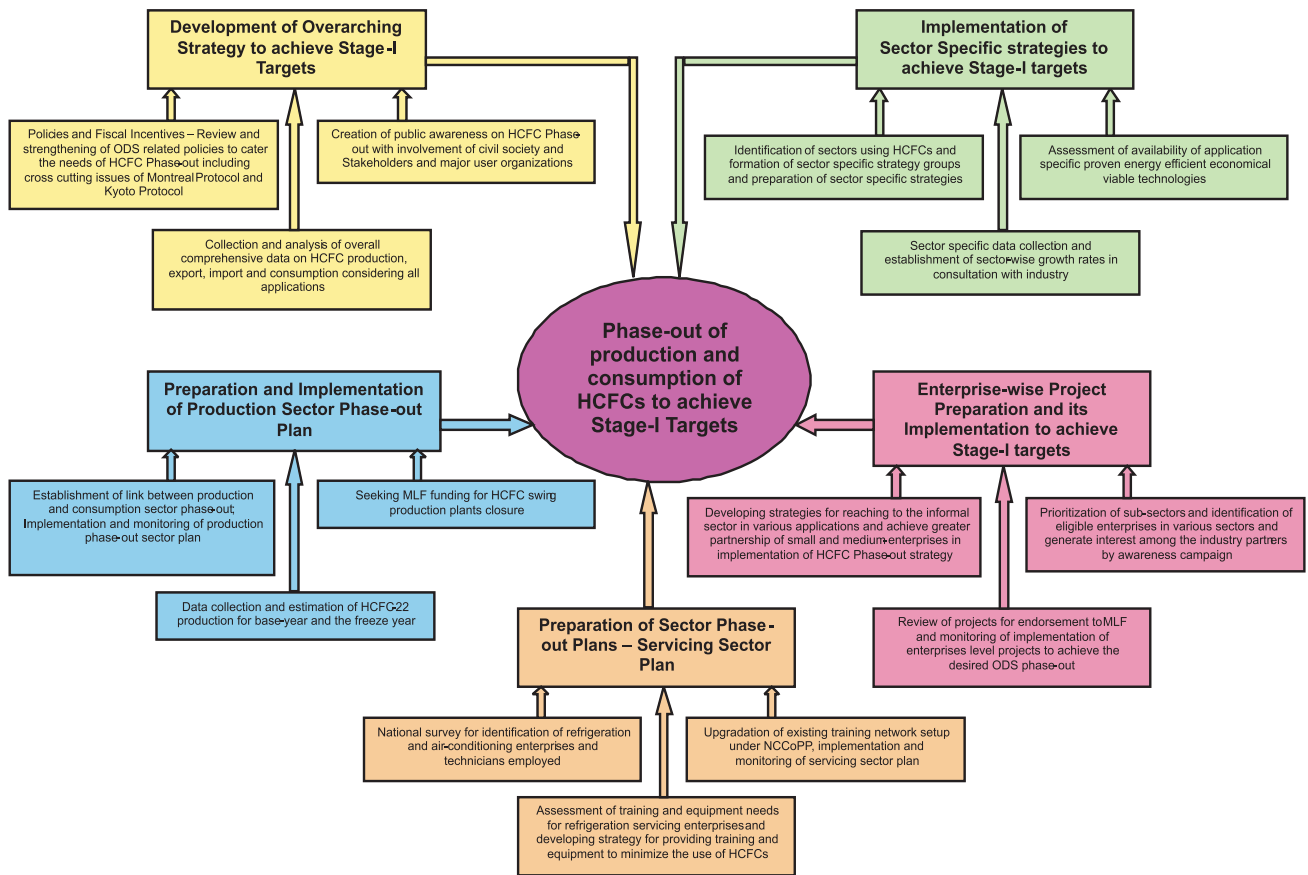 Development of Overarching
Strategy to achieve Stage-I
Targets
Policies and Fiscal Incentives – Review and
strengthening of ODS related policies to cater
the needs of HCFC Phase-out including
cross cutting issues of Montreal Protocol and
Kyoto Protocol
Creation of public awareness on HCFC Phase-
out with involvement of civil society and
Stakeholders and major user organizations
Collection and analysis of overall
comprehensive data on HCFC production,
export, import and consumption considering all
applications
Implementation of
Sector Specific strategies to
achieve Stage-I targets
Identification of sectors using HCFCs and
formation of sector specific strategy groups
and preparation of sector specific strategies
Assessment of availability of application
specific proven energy efficient economical
viable technologies
Sector specific data collection and
establishment of sector-wise growth rates in
consultation with industry
Phase-out of
production and
consumption of
HCFCs to achieve
Stage-I Targets
Preparation and Implementation
of Production Sector Phase-out
Plan
Establishment of link between production
and consumption sector phase-out;
Implementation and monitoring of production
phase-out sector plan
Seeking MLF funding for HCFC swing
production plants closure
Data collection and estimation of HCFC-22
production for base-year and the freeze year
Enterprise-wise Project
Preparation and its
Implementation to achieve
Stage-I targets
Developing strategies for reaching to the informal
sector in various applications and achieve greater
partnership of small and medium-enterprises in
implementation of HCFC Phase-out strategy
Prioritization of sub-sectors and identification of
eligible enterprises in various sectors and
generate interest among the industry partners
by awareness campaign
Review of projects for endorsement to MLF
and monitoring of implementation of
enterprises level projects to achieve the
desired ODS phase-out
Preparation of Sector Phase-
out Plans – Servicing Sector
Plan
National survey for identification of refrigeration
and air-conditioning enterprises and
technicians employed
Upgradation of existing training network setup
under NCCoPP, implementation and
monitoring of servicing sector plan
Assessment of training and equipment needs
for refrigeration servicing enterprises and
developing strategy for providing training and
equipment to minimize the use of HCFCs